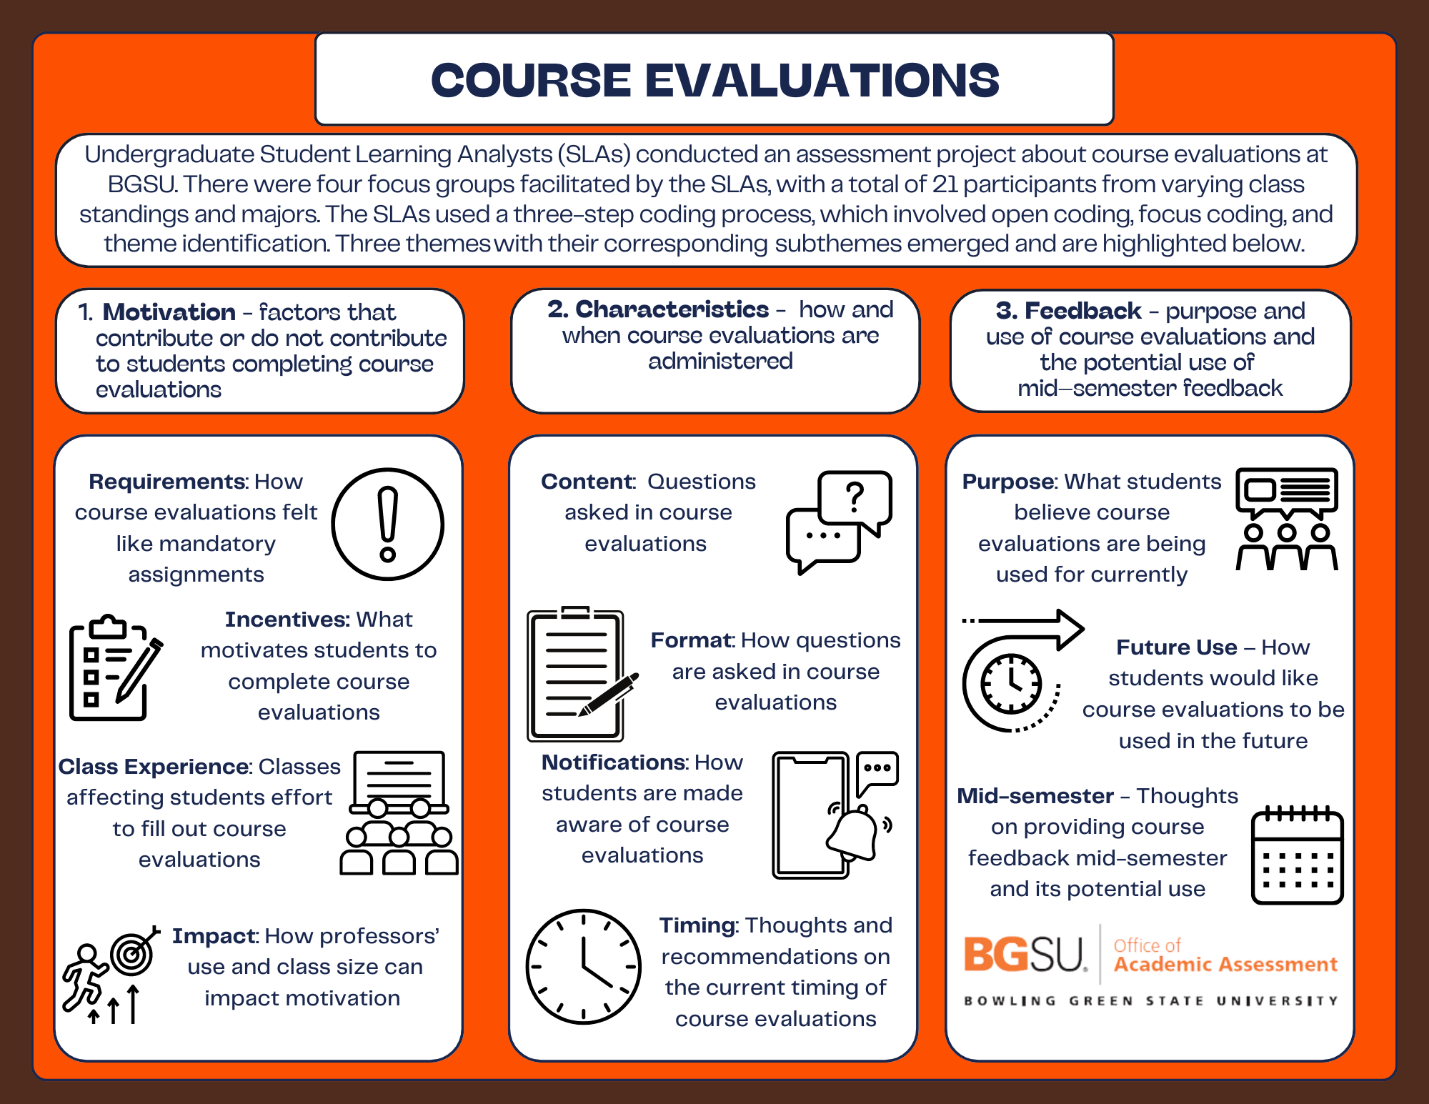 COURSE EVALUATIONS
Undergraduate Student Learning Analysts (SLAs) conducted an assessment project about course evaluations at
BGSU. There were four focus groups facilitated by the SLAs, with a total of 21 participants from varying class
standings and majors. The SLAs used a three-step coding process, which involved open coding, focus coding, and
theme identification. Three themes with their corresponding subthemes emerged and are highlighted below.
1. Motivation - factors that
contribute or do not contribute
to students completing course
evaluations
Requirements: How
course evaluations felt
like mandatory
assignments
Incentives: What
motivates students to
complete course
evaluations
Class Experience: Classes
affecting students effort
to fill out course
evaluations
Impact: How professors’
use and class size can
impact motivation
2. Characteristics - how and
when course evaluations are
administered
Content: Questions
asked in course
evaluations
?
Format: How questions
are asked in course
evaluations
Notifications: How
students are made
aware of course
evaluations
Timing: Thoughts and
recommendations on
the current timing of
course evaluations
3. Feedback - purpose and
use of course evaluations and
the potential use of
mid-semester feedback
Purpose: What students
believe course
evaluations are being
used for currently
Future Use – How
students would like
course evaluations to be
used in the future
Mid-semester - Thoughts
on providing course
feedback mid-semester
and its potential use
BGSU.
Office of
Academic Assessment
BOWLING GREEN STATE UNIVERSITY